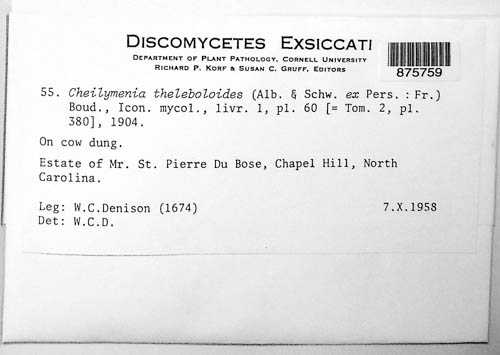 DISCOMYCETES EXSICCATI
DEPARTMENT OF PLANT PATHOLOGY, CORNELL UNIVERSITY
RICHARD P. KORF & SUSAN C. GRUFF, EDITORS
875759
55. Cheilymenia theleboloides (Alb. & Schw. ex Pers. : Fr.)
Boud., Icon. mycol., livr. 1, pl. 60 [= Tom. 2, pl.
380], 1904.
On cow dung.
Estate of Mr. St. Pierre Du Bose, Chapel Hill, North
Carolina.
Leg: W.C.Denison (1674) 7.X.1958
Det: W.C.D.